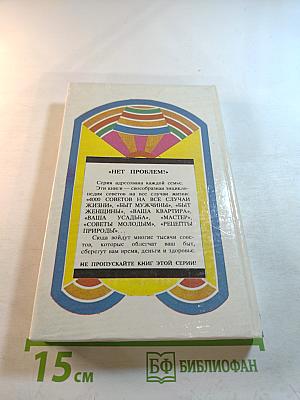 «НЕТ ПРОБЛЕМ!»
Серия адресована каждой семье.
Эти книги — своеобразная энцикло-
педия советов на все случаи жизни:
«4000 СОВЕТОВ НА ВСЕ СЛУЧАИ
ЖИЗНИ», «БЫТ МУЖЧИНЫ», «БЫТ
ЖЕНЩИНЫ», «ВАША КВАРТИРА»,
«ВАША УСАДЬБА», «МАСТЕР»,
«СОВЕТЫ МОЛОДЫМ», «РЕЦЕПТЫ
ПРИРОДЫ».
Сюда войдут многие тысячи сове-
тов, которые облегчат ваш быт,
сберегут вам время, деньги и здоровье.
НЕ ПРОПУСКАЙТЕ КНИГ ЭТОЙ СЕРИИ!
15 см
БФ БИБЛИОФАН